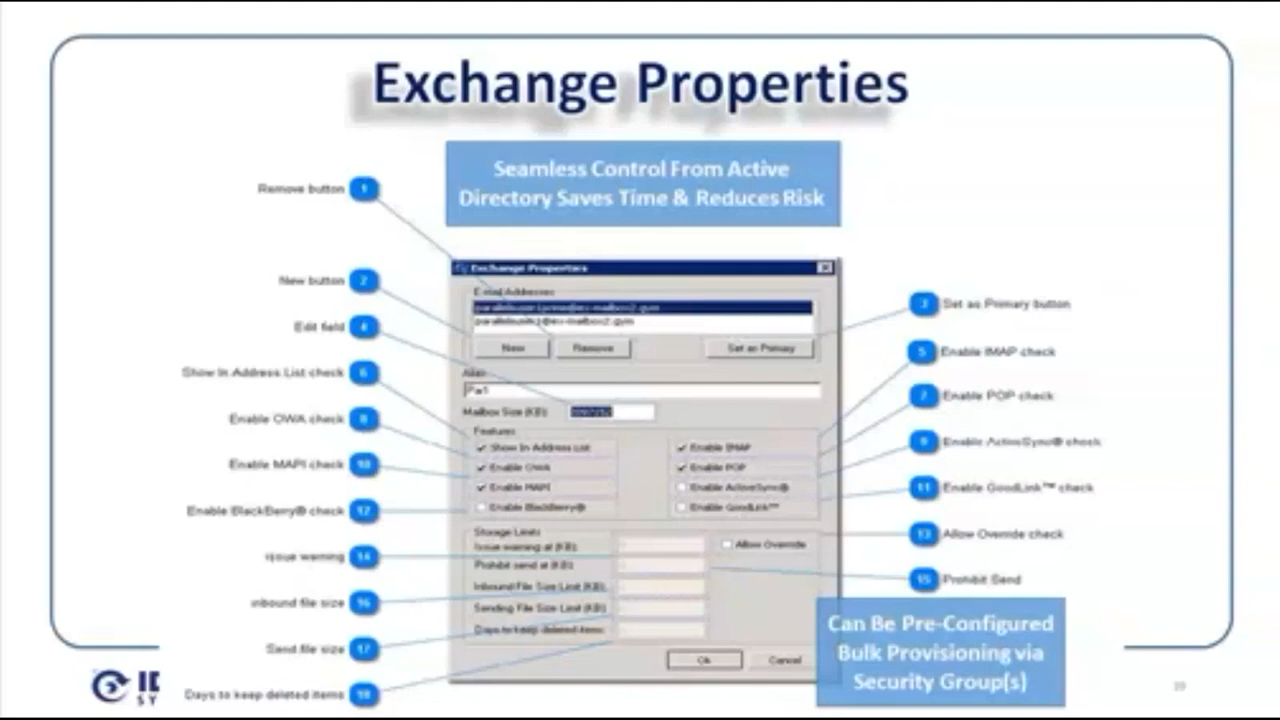 Exchange Properties
Seamless Control From Active
Directory Saves Time & Reduces Risk
Remove button 1
New button 2
Edit field 4
Show In Address List check 6
Enable OWA check 8
Enable MAPI check 10
Enable BlackBerry® check 12
Issue warning 14
Inbound file size 16
Send file size 17
Days to keep deleted items 18
Exchange Properties
E-mail Addresses
New Remove Set as Primary
Alias
Par1
Mailbox Size (KB):
Features
Show In Address List Enable IMAP
Enable OWA Enable POP
Enable MAPI Enable ActiveSync®
Enable BlackBerry® Enable GoodLink™
Storage Limits
Issue warning at (KB): Allow Override
Prohibit send at (KB):
Inbound File Size Limit (KB):
Sending File Size Limit (KB):
Days to keep deleted items:
Ok Cancel
3 Set as Primary button
5 Enable IMAP check
7 Enable POP check
9 Enable ActiveSync® check
11 Enable GoodLink™ check
13 Allow Override check
15 Prohibit Send
Can Be Pre-Configured
Bulk Provisioning via
Security Group(s)
ID
SY